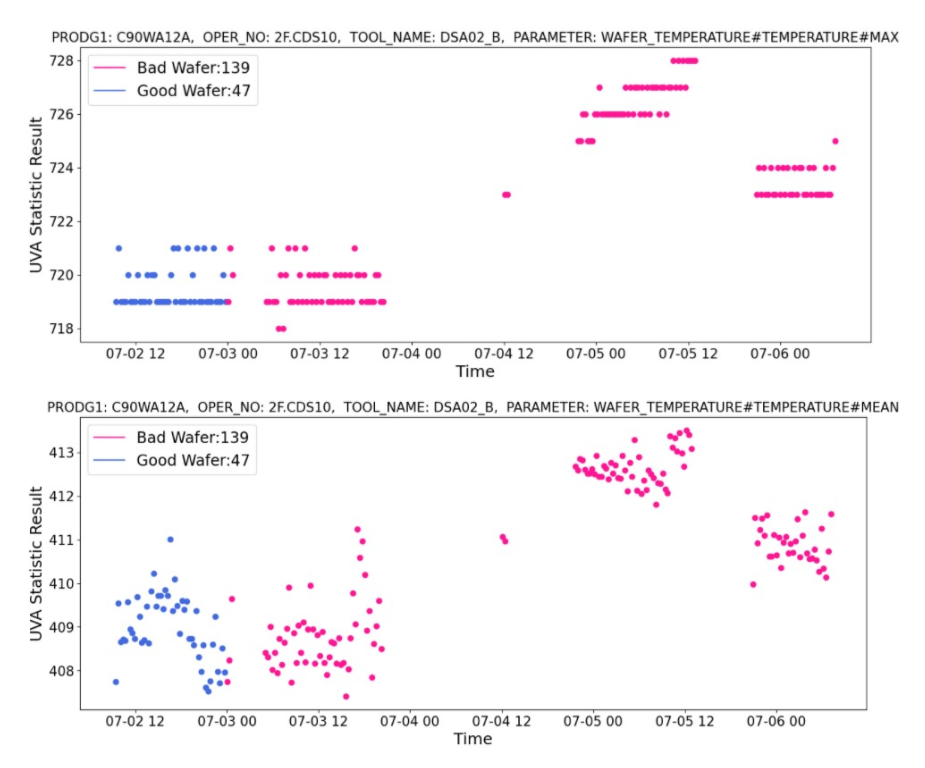 PRODG1: C90WA12A, OPER_NO: 2F.CDS10, TOOL_NAME: DSA02_B, PARAMETER: WAFER_TEMPERATURE#TEMPERATURE#MAX
728
726
724
722
720
718
UVA Statistic Result
Bad Wafer:139
Good Wafer:47
07-02 12 07-03 00 07-03 12 07-04 00 07-04 12 07-05 00 07-05 12 07-06 00
Time
PRODG1: C90WA12A, OPER_NO: 2F.CDS10, TOOL_NAME: DSA02_B, PARAMETER: WAFER_TEMPERATURE#TEMPERATURE#MEAN
413
412
411
410
409
408
UVA Statistic Result
Bad Wafer:139
Good Wafer:47
07-02 12 07-03 00 07-03 12 07-04 00 07-04 12 07-05 00 07-05 12 07-06 00
Time